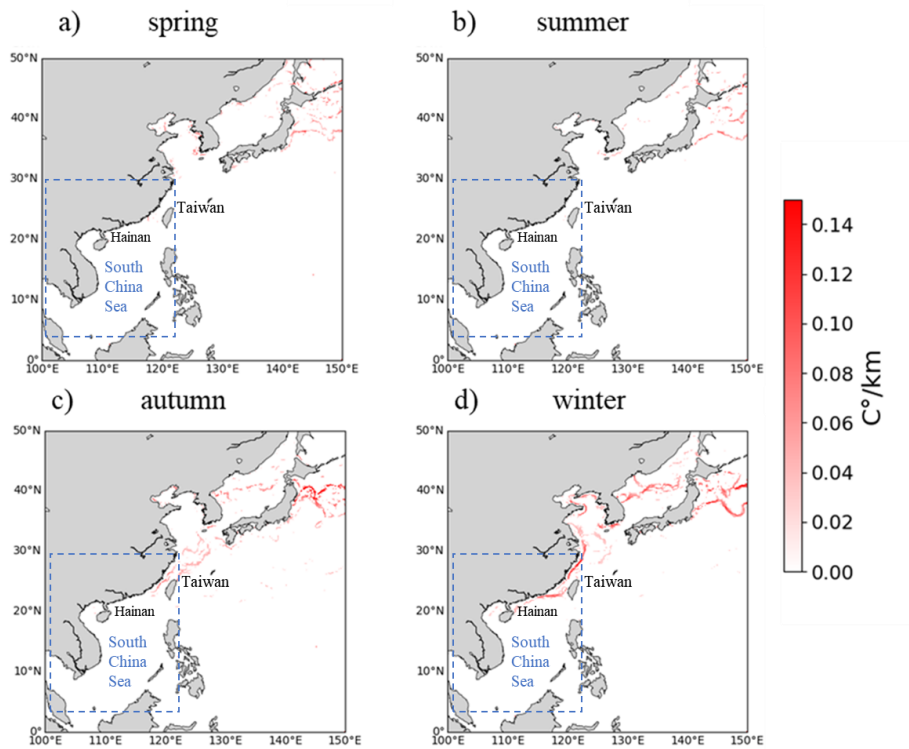 a) spring
b) summer
50°N
40°N
30°N
20°N
10°N
0°
100°E 110°E 120°E 130°E 140°E 150°E
Taiwan
Hainan
South
China
Sea
50°N
40°N
30°N
20°N
10°N
0°
100°E 110°E 120°E 130°E 140°E 150°E
Taiwan
Hainan
South
China
Sea
c) autumn
d) winter
50°N
40°N
30°N
20°N
10°N
0°
100°E 110°E 120°E 130°E 140°E 150°E
Taiwan
Hainan
South
China
Sea
50°N
40°N
30°N
20°N
10°N
0°
100°E 110°E 120°E 130°E 140°E 150°E
Taiwan
Hainan
South
China
Sea
0.14
0.12
0.10
0.08
0.06
0.04
0.02
0.00
C°/km